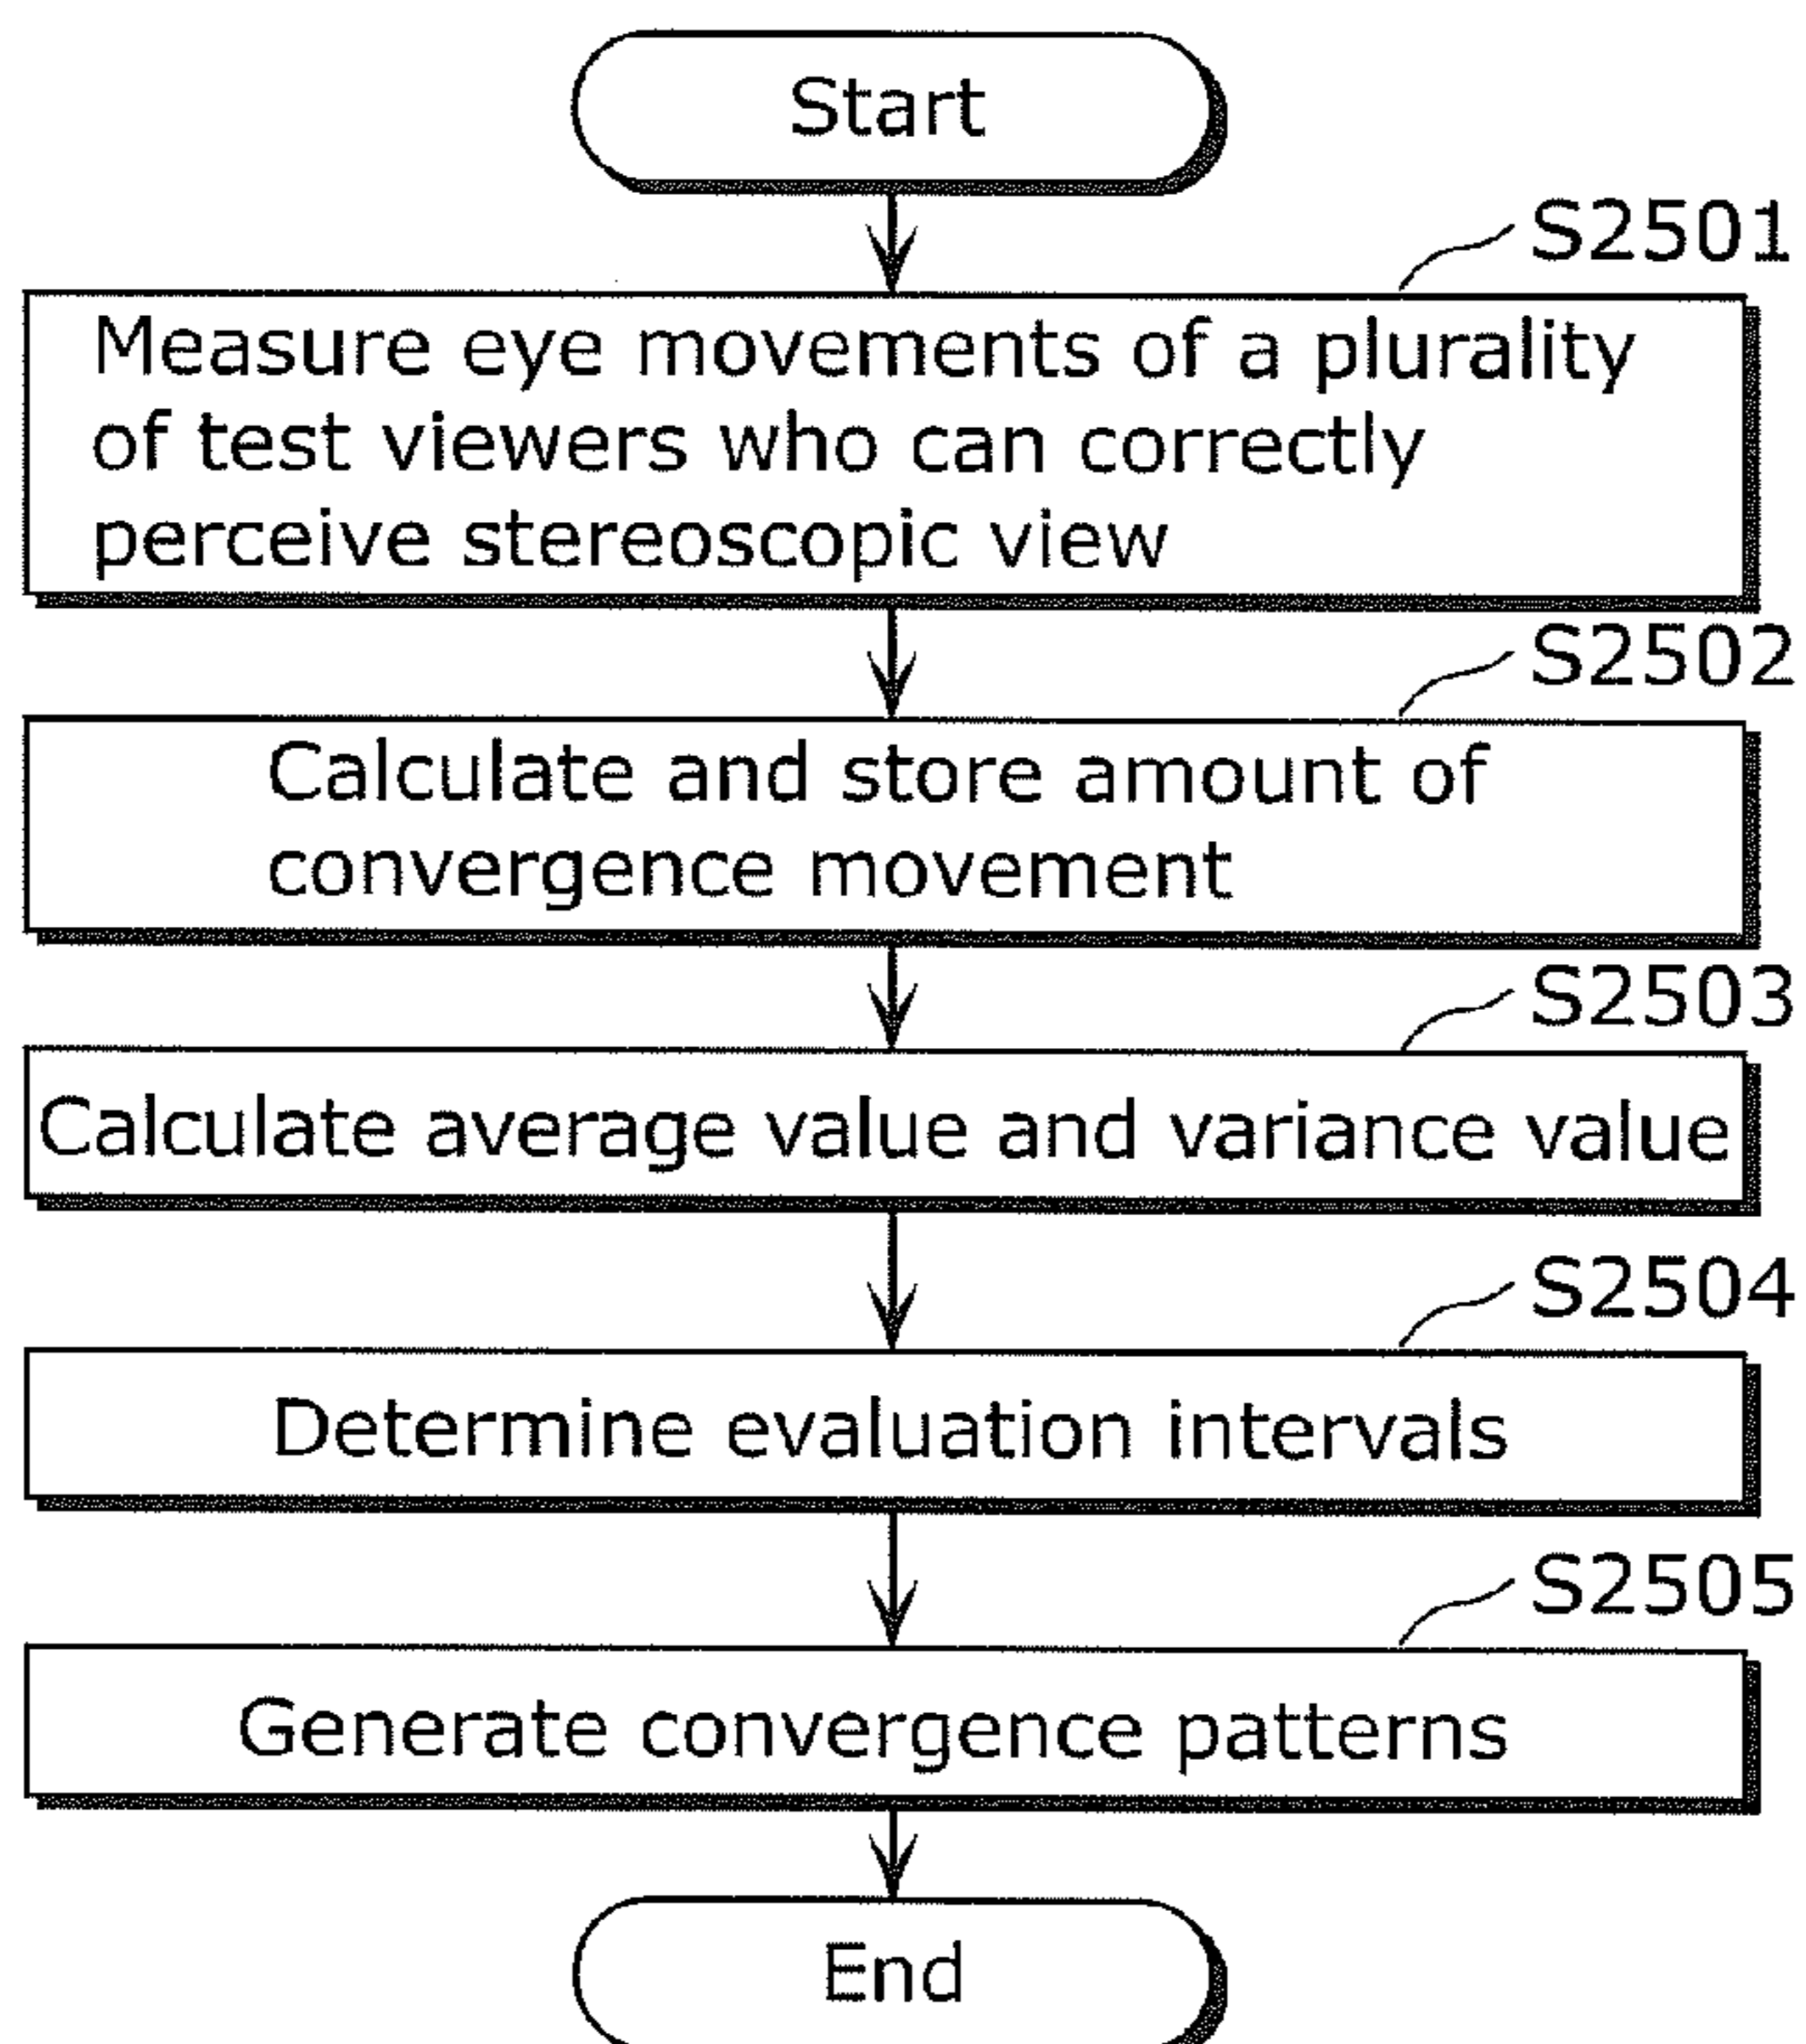 Start
S2501
Measure eye movements of a plurality
of test viewers who can correctly
perceive stereoscopic view
S2502
Calculate and store amount of
convergence movement
S2503
Calculate average value and variance value
S2504
Determine evaluation intervals
S2505
Generate convergence patterns
End